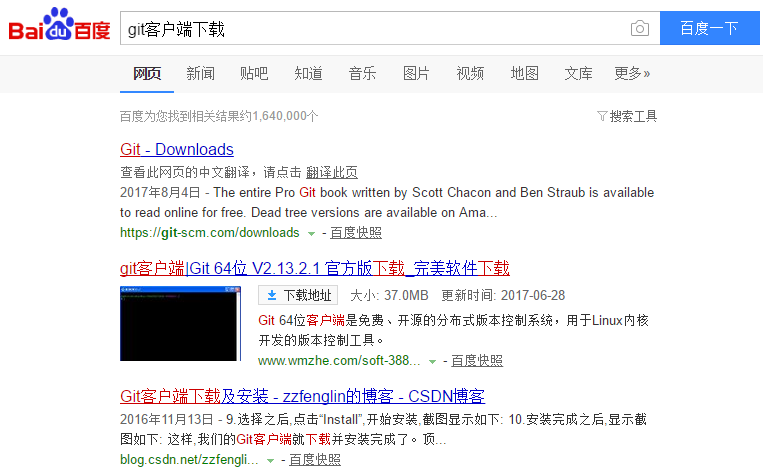 Bai du 百度
git客户端下载
百度一下
网页 新闻 贴吧 知道 音乐 图片 视频 地图 文库 更多»
百度为您找到相关结果约1,640,000个
搜索工具
Git - Downloads
查看此网页的中文翻译，请点击 翻译此页
2017年8月4日 - The entire Pro Git book written by Scott Chacon and Ben Straub is available
to read online for free. Dead tree versions are available on Ama...
https://git-scm.com/downloads - 百度快照
git客户端|Git 64位 V2.13.2.1 官方版下载_完美软件下载
下载地址 大小: 37.0MB 更新时间: 2017-06-28
Git 64位客户端是免费、开源的分布式版本控制系统，用于Linux内核
开发的版本控制工具。
www.wmzhe.com/soft-388... - 百度快照
Git客户端下载及安装 - zzfenglin的博客 - CSDN博客
2016年11月13日 - 9.选择之后,点击“Install”,开始安装,截图显示如下: 10.安装完成之后,显示截
图如下: 这样,我们的Git客户端就下载并安装完成了。顶...
blog.csdn.net/zzfengli... - 百度快照